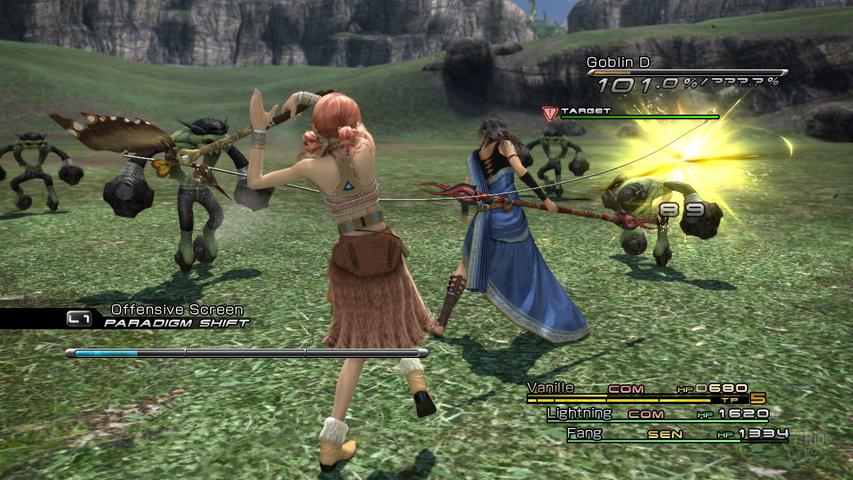 Goblin D
101.0%/???.?%
TARGET
89
L1
Offensive Screen
PARADIGM SHIFT
Vanille COM HP 0680
TP 5
Lightning COM HP 1620
Fang SEN HP 1334